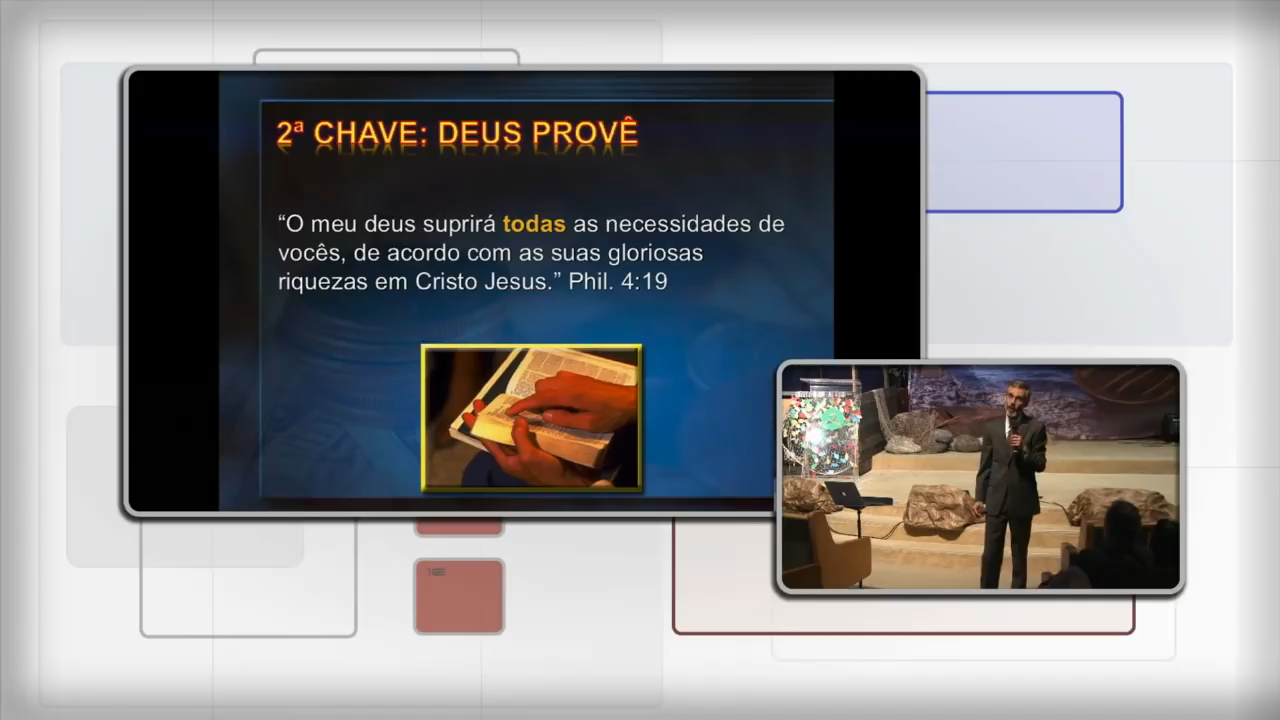 2ª CHAVE: DEUS PROVÊ
“O meu deus suprirá todas as necessidades de
vocês, de acordo com as suas gloriosas
riquezas em Cristo Jesus.” Phil. 4:19